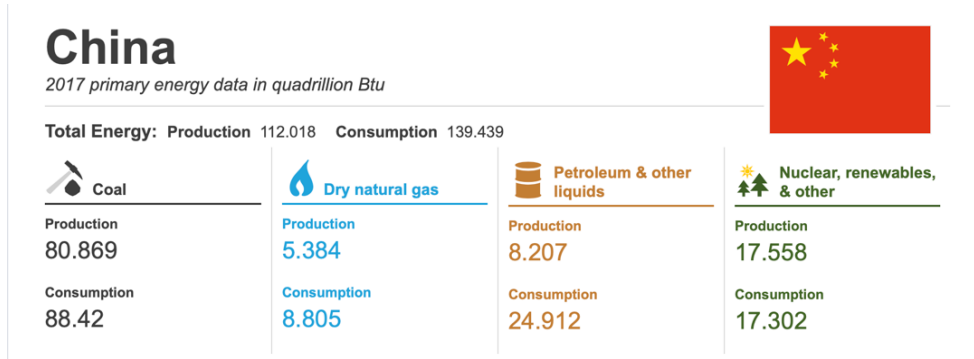 China
2017 primary energy data in quadrillion Btu
Total Energy: Production 112.018 Consumption 139.439
Coal
Production
80.869
Consumption
88.42
Dry natural gas
Production
5.384
Consumption
8.805
Petroleum & other
liquids
Production
8.207
Consumption
24.912
Nuclear, renewables,
& other
Production
17.558
Consumption
17.302